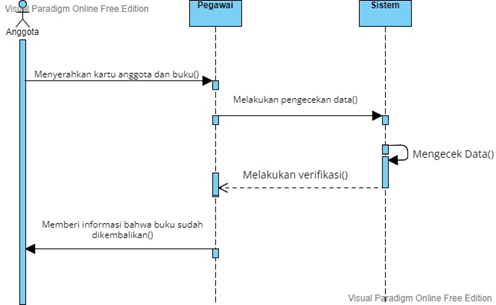 Visual Paradigm Online Free Edition
Pegawai
Sistem
Anggota
Menyerahkan kartu anggota dan buku()
Melakukan pengecekan data()
Mengecek Data()
Melakukan verifikasi()
Memberi informasi bahwa buku sudah
dikembalikan()
Visual Paradigm Online Free Edition